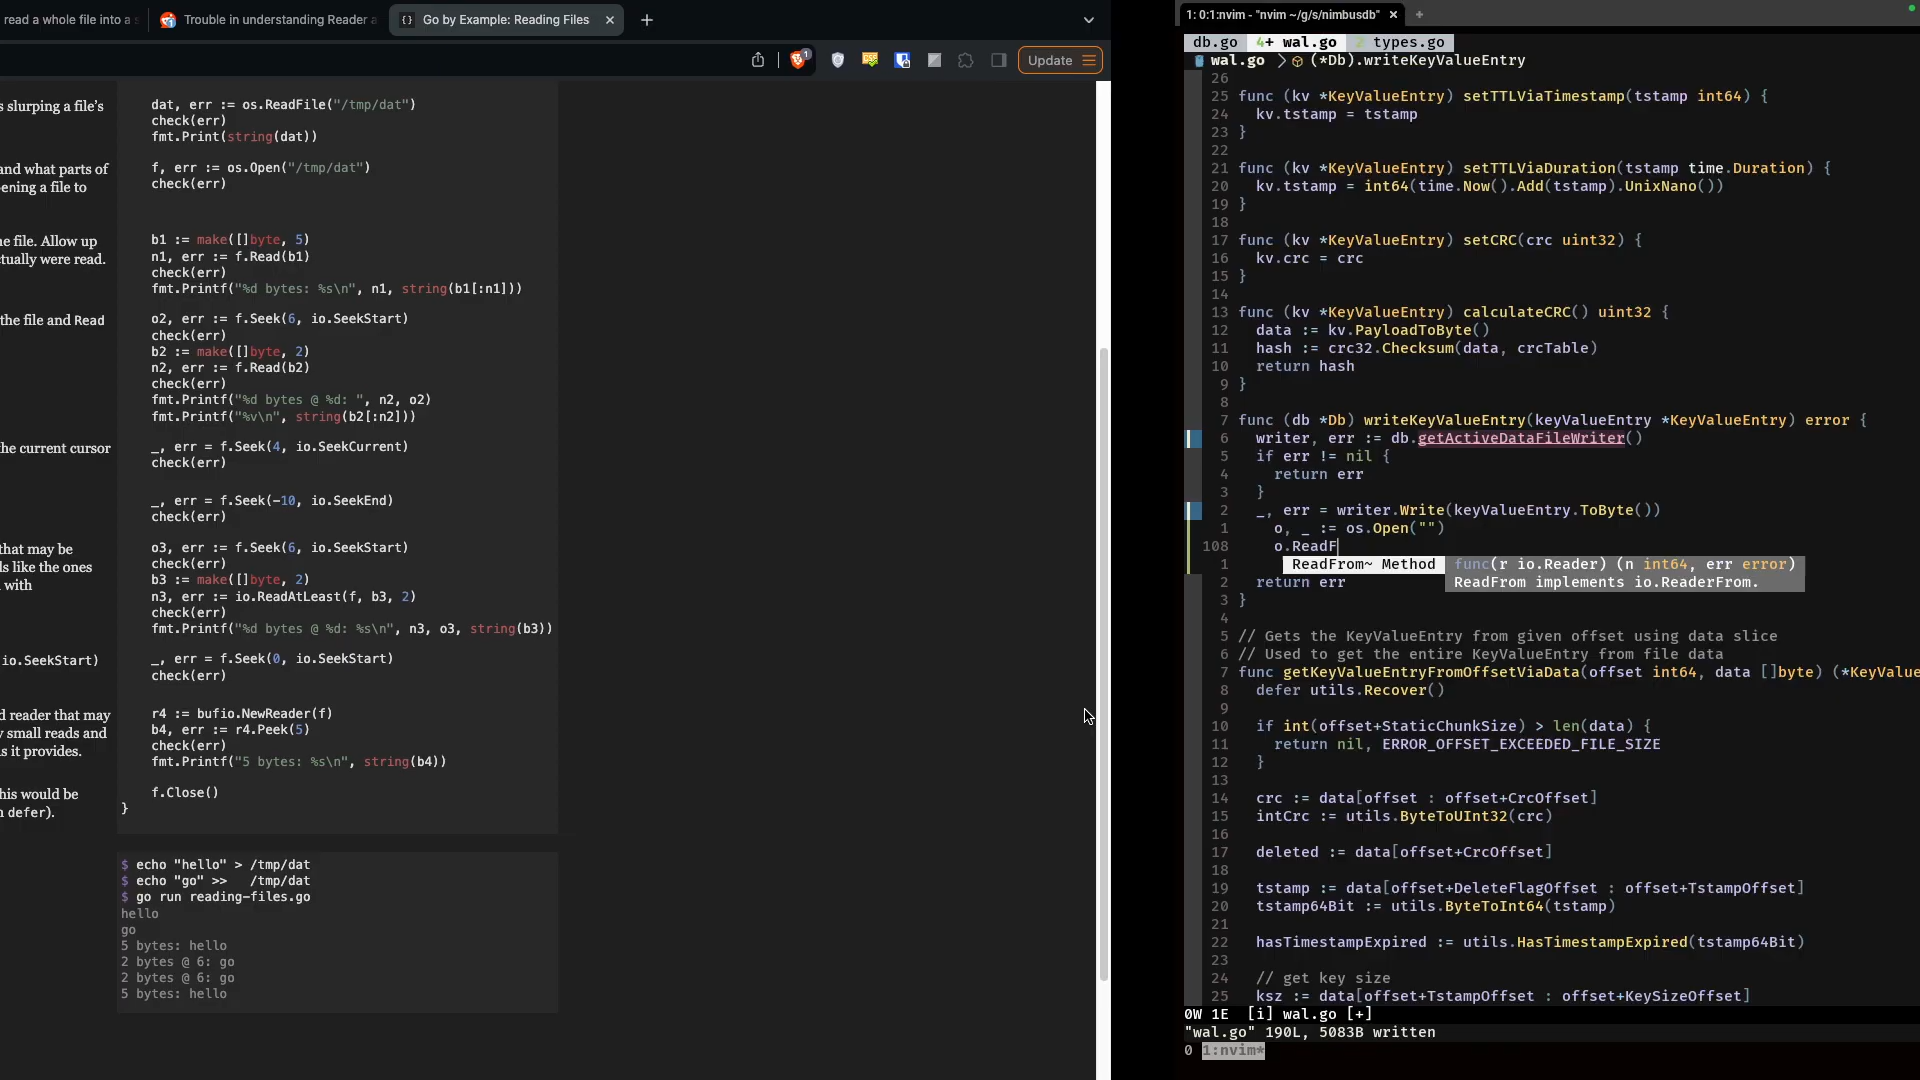 read a whole file into a
Trouble in understanding Reader a
Go by Example: Reading Files
Update
s slurping a file's
and what parts of
ening a file to
e file. Allow up
tually were read.
the file and Read
he current cursor
that may be
ls like the ones
with
io.SeekStart)
d reader that may
y small reads and
s it provides.
his would be
defer).
dat, err := os.ReadFile("/tmp/dat")
check(err)
fmt.Print(string(dat))
f, err := os.Open("/tmp/dat")
check(err)
b1 := make([]byte, 5)
n1, err := f.Read(b1)
check(err)
fmt.Printf("%d bytes: %s\n", n1, string(b1[:n1]))
o2, err := f.Seek(6, io.SeekStart)
check(err)
b2 := make([]byte, 2)
n2, err := f.Read(b2)
check(err)
fmt.Printf("%d bytes @ %d: ", n2, o2)
fmt.Printf("%v\n", string(b2[:n2]))
_, err = f.Seek(4, io.SeekCurrent)
check(err)
_, err = f.Seek(-10, io.SeekEnd)
check(err)
o3, err := f.Seek(6, io.SeekStart)
check(err)
b3 := make([]byte, 2)
n3, err := io.ReadAtLeast(f, b3, 2)
check(err)
fmt.Printf("%d bytes @ %d: %s\n", n3, o3, string(b3))
_, err = f.Seek(0, io.SeekStart)
check(err)
r4 := bufio.NewReader(f)
b4, err := r4.Peek(5)
check(err)
fmt.Printf("5 bytes: %s\n", string(b4))
f.Close()
}
$ echo "hello" > /tmp/dat
$ echo "go" >>   /tmp/dat
$ go run reading-files.go
hello
go
5 bytes: hello
2 bytes @ 6: go
2 bytes @ 6: go
5 bytes: hello
1: 0:1:nvim - "nvim ~/g/s/nimbusdb"
db.go 4+ wal.go 2 types.go
wal.go > (*Db).writeKeyValueEntry
26
25 func (kv *KeyValueEntry) setTTLViaTimestamp(tstamp int64) {
24 kv.tstamp = tstamp
23 }
22
21 func (kv *KeyValueEntry) setTTLViaDuration(tstamp time.Duration) {
20 kv.tstamp = int64(time.Now().Add(tstamp).UnixNano())
19 }
18
17 func (kv *KeyValueEntry) setCRC(crc uint32) {
16 kv.crc = crc
15 }
14
13 func (kv *KeyValueEntry) calculateCRC() uint32 {
12 data := kv.PayloadToByte()
11 hash := crc32.Checksum(data, crcTable)
10 return hash
9 }
8
7 func (db *Db) writeKeyValueEntry(keyValueEntry *KeyValueEntry) error {
6 writer, err := db.getActiveDataFileWriter()
5 if err != nil {
4 return err
3 }
2 _, err = writer.Write(keyValueEntry.ToByte())
1 o, _ := os.Open("")
108 o.ReadF
1 ReadFrom~ Method func(r io.Reader) (n int64, err error)
2 return err ReadFrom implements io.ReaderFrom.
3 }
4
5 // Gets the KeyValueEntry from given offset using data slice
6 // Used to get the entire KeyValueEntry from file data
7 func getKeyValueEntryFromOffsetViaData(offset int64, data []byte) (*KeyValue
8 defer utils.Recover()
9
10 if int(offset+StaticChunkSize) > len(data) {
11 return nil, ERROR_OFFSET_EXCEEDED_FILE_SIZE
12 }
13
14 crc := data[offset : offset+CrcOffset]
15 intCrc := utils.ByteToUInt32(crc)
16
17 deleted := data[offset+CrcOffset]
18
19 tstamp := data[offset+DeleteFlagOffset : offset+TstampOffset]
20 tstamp64Bit := utils.ByteToInt64(tstamp)
21
22 hasTimestampExpired := utils.HasTimestampExpired(tstamp64Bit)
23
24 // get key size
25 ksz := data[offset+TstampOffset : offset+KeySizeOffset]
0W 1E [i] wal.go [+]
"wal.go" 190L, 5083B written
0 1:nvim*